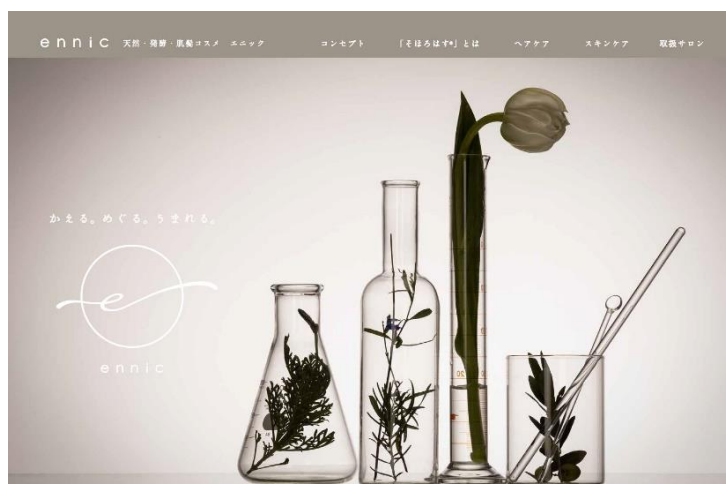 ennic 天然・発酵・肌髪コスメ エニック コンセプト 「そほろはす®」とは ヘアケア スキンケア 取扱サロン
かえる。めぐる。うまれる。
e
ennic